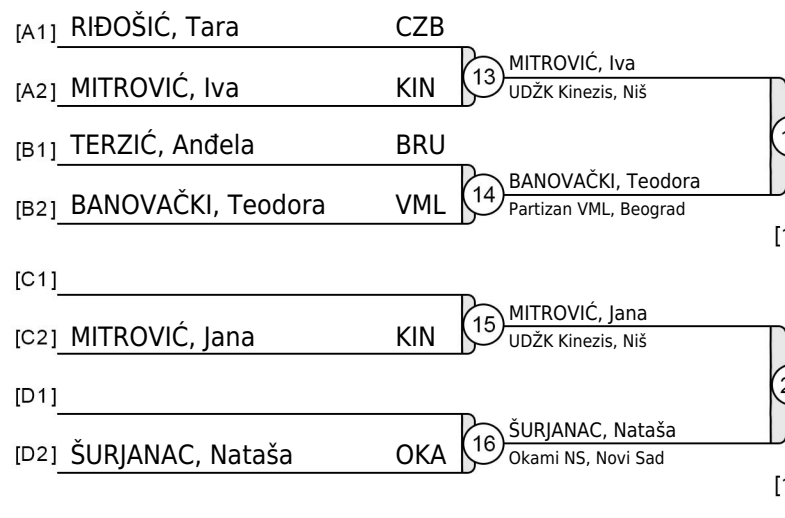 [A1] RIĐOŠIĆ, Tara CZB
13 MITROVIĆ, Iva
[A2] MITROVIĆ, Iva KIN
UDŽK Kinezis, Niš
[B1] TERZIĆ, Anđela BRU
14 BANOVAČKI, Teodora
[B2] BANOVAČKI, Teodora VML
Partizan VML, Beograd
[C1]
15 MITROVIĆ, Jana
[C2] MITROVIĆ, Jana KIN
UDŽK Kinezis, Niš
[D1]
16 ŠURJANAC, Nataša
[D2] ŠURJANAC, Nataša OKA
Okami NS, Novi Sad